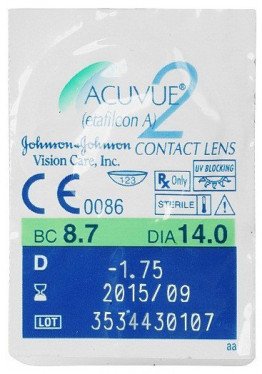 ACUVUE® 2
(etafilcon A)
Johnson & Johnson CONTACT LENS
Vision Care, Inc.
UV BLOCKING
123
Rx Only
CE 0086
STERILE
BC 8.7 DIA 14.0
D -1.75
2015/09
LOT 3534430107
aa